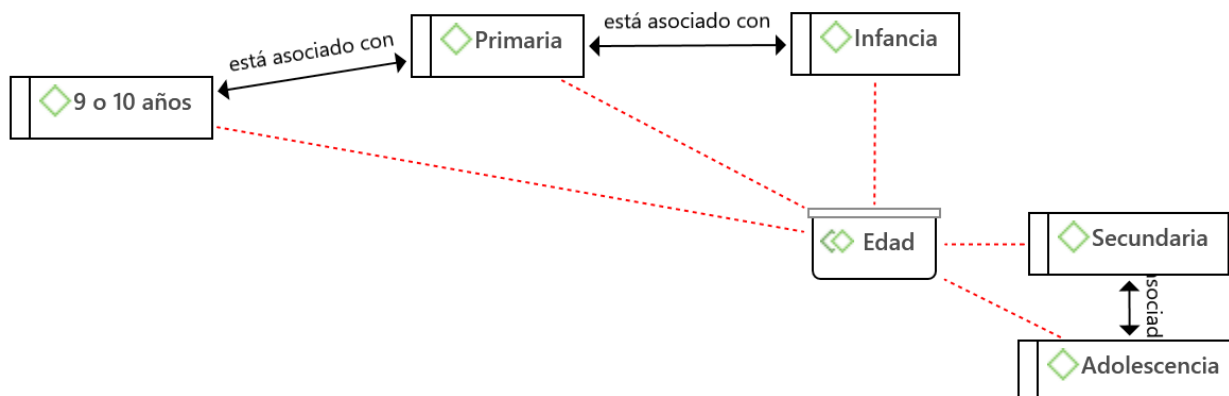 está asociado con
Primaria
Infancia
está asociado con
9 o 10 años
Edad
Secundaria
Adolescencia